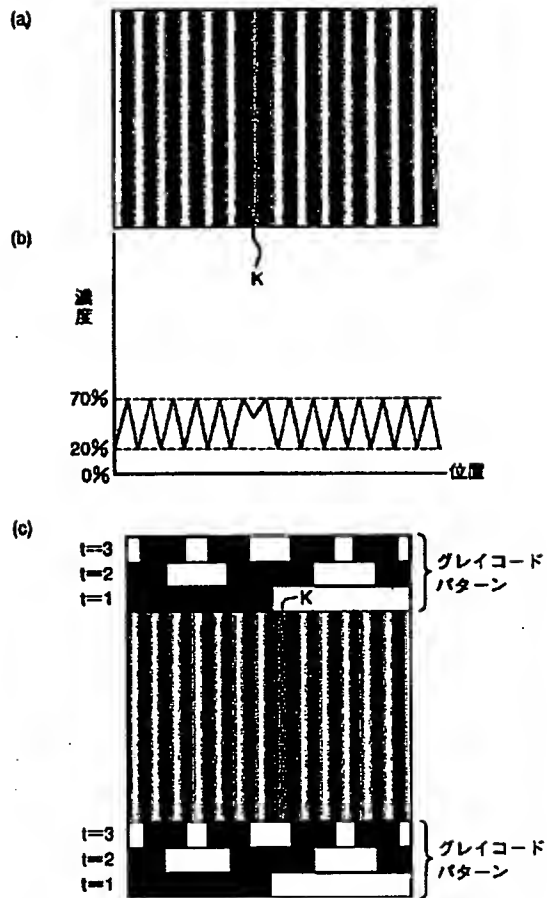 (a)
K
(b)
濃度
70%
20%
0%
位置
(c)
t=3
t=2
t=1
K
グレイコード
パターン
t=3
t=2
t=1
グレイコード
パターン